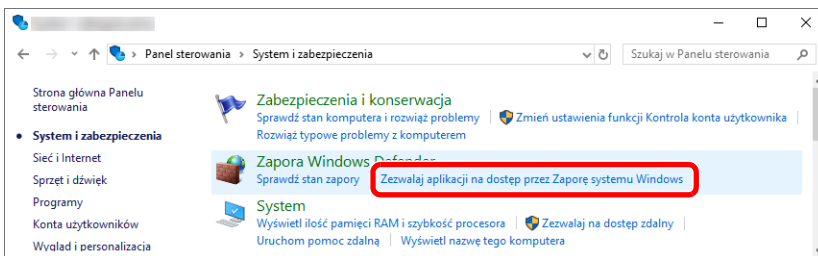 Panel sterowania › System i zabezpieczenia
Szukaj w Panelu sterowania
Strona główna Panelu
sterowania
System i zabezpieczenia
Sieć i Internet
Sprzęt i dźwięk
Programy
Konta użytkowników
Wygląd i personalizacja
Zabezpieczenia i konserwacja
Sprawdź stan komputera i rozwiąż problemy
Zmień ustawienia funkcji Kontrola konta użytkownika
Rozwiąż typowe problemy z komputerem
Zapora Windows Defender
Sprawdź stan zapory
Zezwalaj aplikacji na dostęp przez Zaporę systemu Windows
System
Wyświetl ilość pamięci RAM i szybkość procesora
Zezwalaj na dostęp zdalny
Uruchom pomoc zdalną
Wyświetl nazwę tego komputera